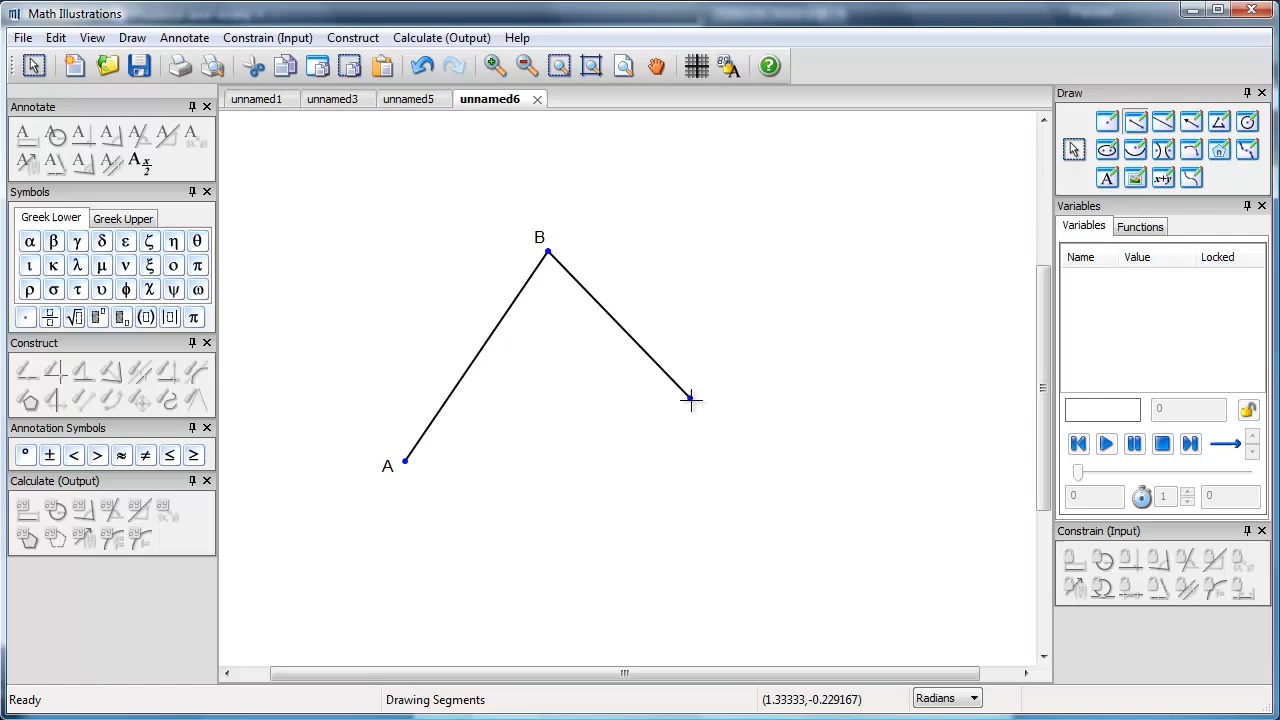 Math Illustrations
File Edit View Draw Annotate Constrain (Input) Construct Calculate (Output) Help
unnamed1 unnamed3 unnamed5 unnamed6
Annotate
Symbols
Greek Lower Greek Upper
α β γ δ ε ζ η θ
ι κ λ μ ν ξ ο π
ρ σ τ υ φ χ ψ ω
π
Construct
Annotation Symbols
° ± < > ≈ ≠ ≤ ≥
Calculate (Output)
B
A
Draw
Variables
Variables Functions
Name Value Locked
0
0 1 0
Constrain (Input)
Ready Drawing Segments (1.33333,-0.229167) Radians